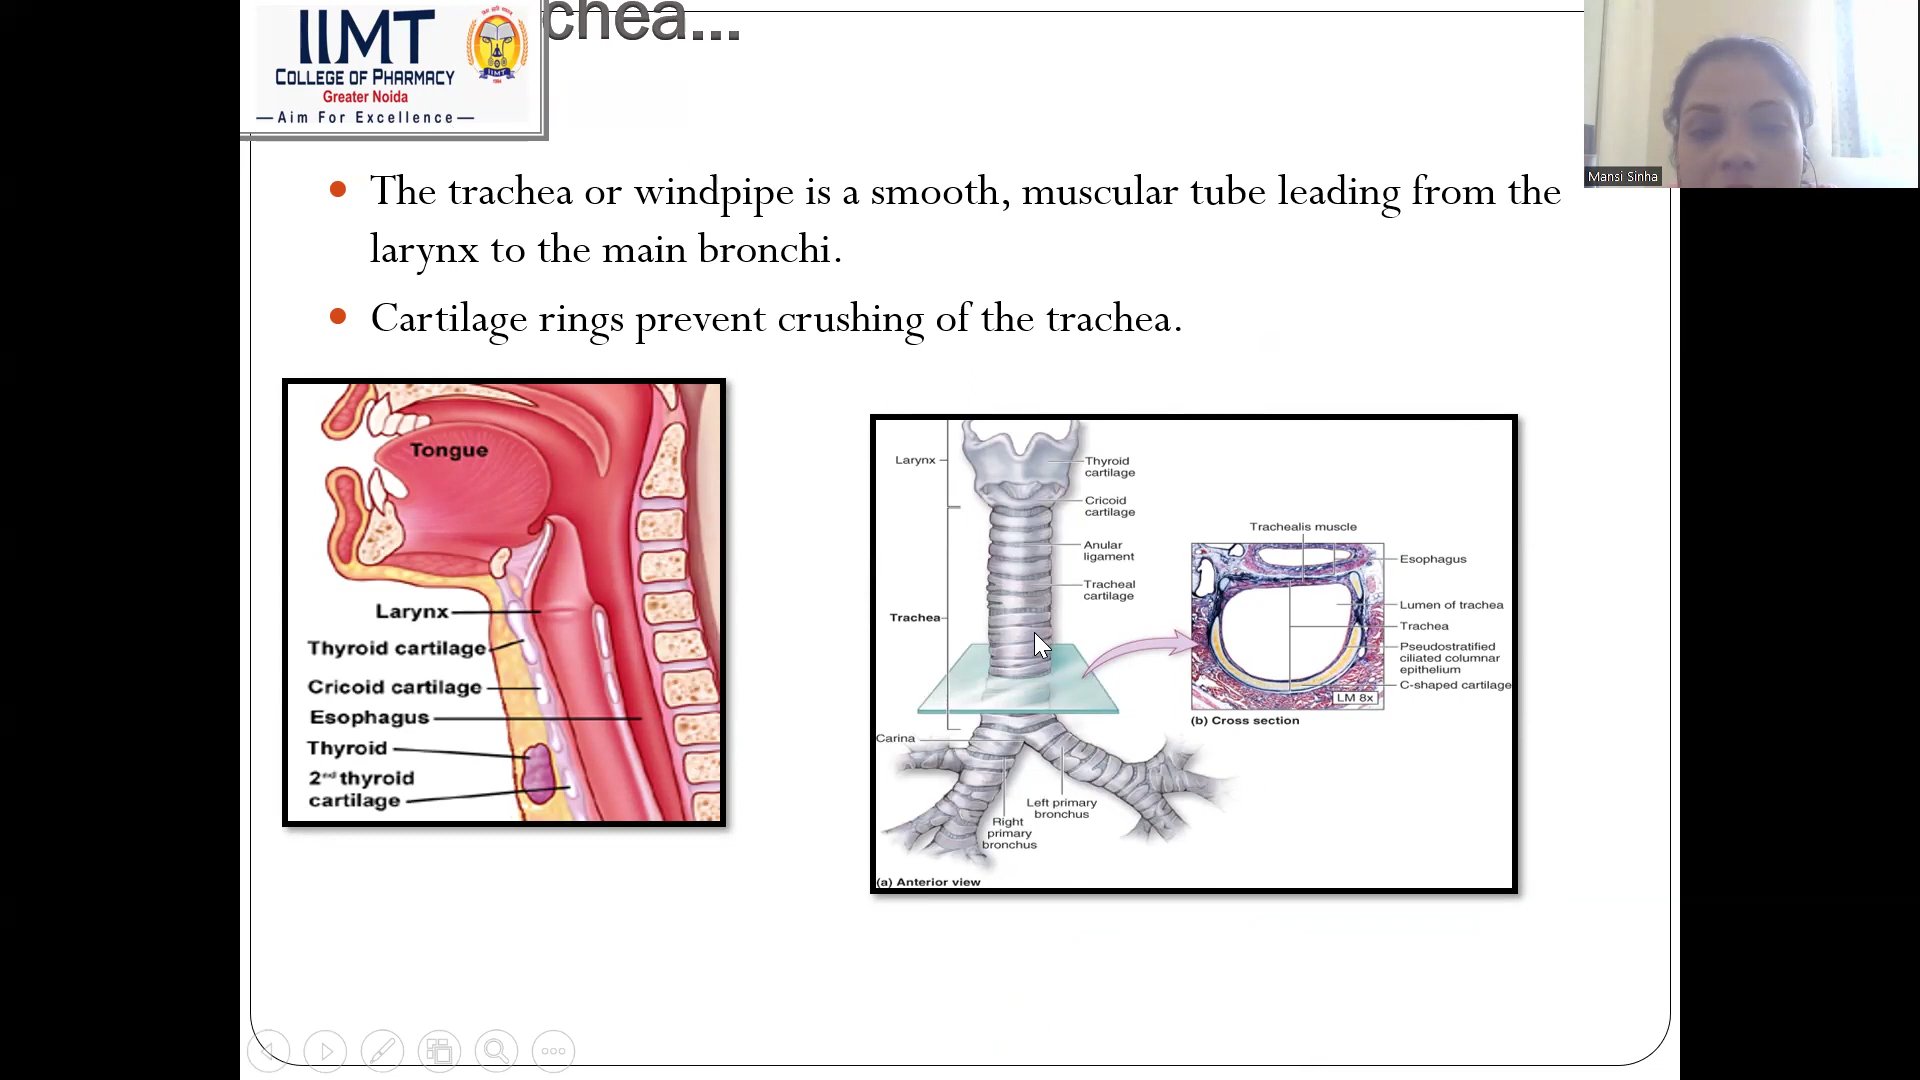 chea...
IIMT
COLLEGE OF PHARMACY
Greater Noida
—Aim For Excellence—
IIMT
Mansi Sinha
• The trachea or windpipe is a smooth, muscular tube leading from the
larynx to the main bronchi.
• Cartilage rings prevent crushing of the trachea.
Tongue
Larynx
Thyroid cartilage
Cricoid cartilage
Esophagus
Thyroid
2nd thyroid
cartilage
Larynx
Thyroid
cartilage
Cricoid
cartilage
Anular
ligament
Tracheal
cartilage
Trachea
Carina
Left primary
bronchus
Right
primary
bronchus
(a) Anterior view
Trachealis muscle
Esophagus
Lumen of trachea
Trachea
Pseudostratified
ciliated columnar
epithelium
C-shaped cartilage
LM 8x
(b) Cross section